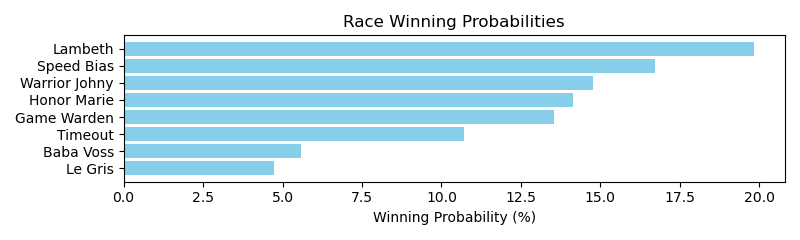 Race Winning Probabilities
Lambeth
Speed Bias
Warrior Johny
Honor Marie
Game Warden
Timeout
Baba Voss
Le Gris
0.0 2.5 5.0 7.5 10.0 12.5 15.0 17.5 20.0
Winning Probability (%)